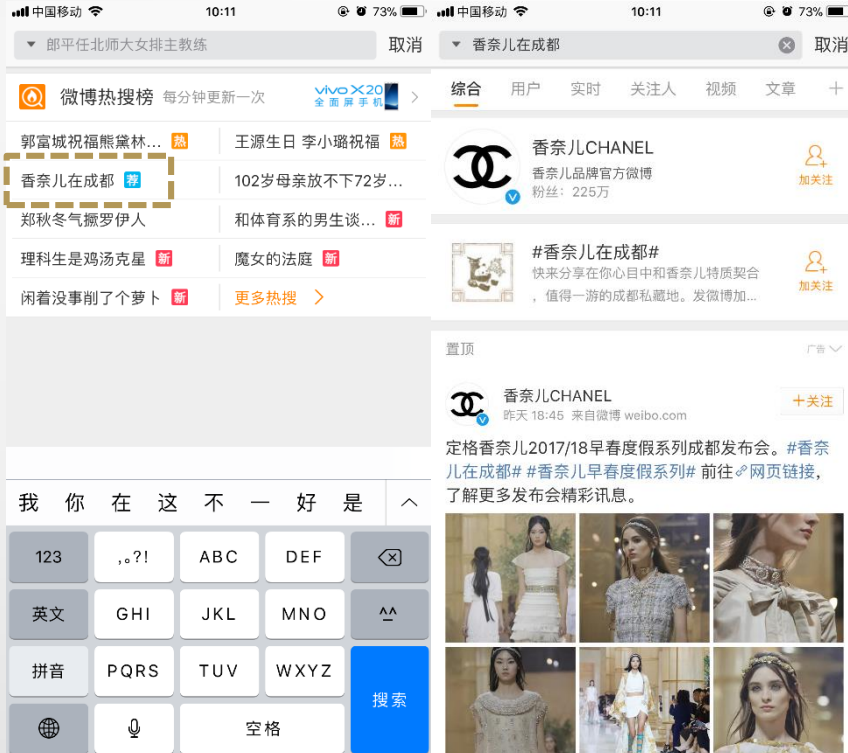 中国移动 10:11 73%
郎平任北师大女排主教练 取消
微博热搜榜 每分钟更新一次 vivo X20
全面屏手机
郭富城祝福熊黛林... 热 王源生日 李小璐祝福 热
香奈儿在成都 荐 102岁母亲放不下72岁...
郑秋冬气撅罗伊人 和体育系的男生谈... 新
理科生是鸡汤克星 新 魔女的法庭 新
闲着没事削了个萝卜 新 更多热搜
我 你 在 这 不 一 好 是
123 ,。?! ABC DEF
英文 GHI JKL MNO ^^
拼音 PQRS TUV WXYZ 搜索
空格
中国移动 10:11 73%
香奈儿在成都 取消
综合 用户 实时 关注人 视频 文章
香奈儿CHANEL
香奈儿品牌官方微博
粉丝：225万
加关注
#香奈儿在成都#
快来分享在你心目中和香奈儿特质契合
，值得一游的成都私藏地。发微博加...
加关注
置顶 广告
香奈儿CHANEL
昨天 18:45 来自微博 weibo.com
+关注
定格香奈儿2017/18早春度假系列成都发布会。#香奈
儿在成都# #香奈儿早春度假系列# 前往网页链接，
了解更多发布会精彩讯息。